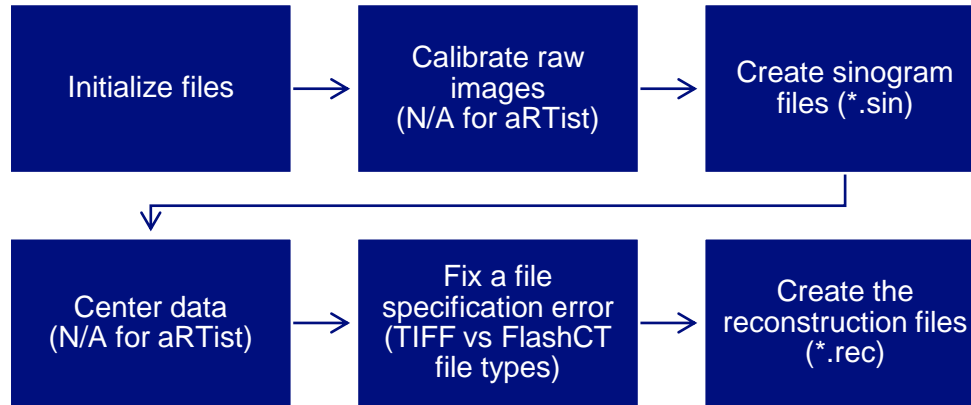 Initialize files
Calibrate raw
images
(N/A for aRTist)
Create sinogram
files (*.sin)
Center data
(N/A for aRTist)
Fix a file
specification error
(TIFF vs FlashCT
file types)
Create the
reconstruction files
(*.rec)